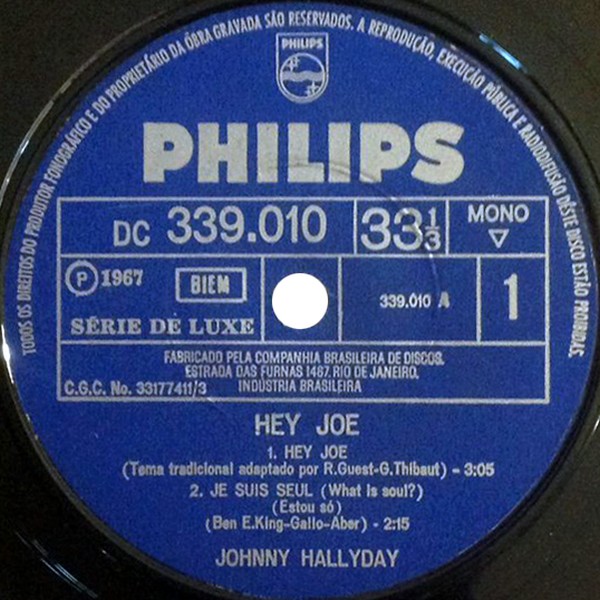 TODOS OS DIREITOS DO PRODUTOR FONOGRÁFICO E DO PROPRIETÁRIO DA ÓBRA GRAVADA SÃO RESERVADOS. A REPRODUÇÃO, EXECUÇÃO PÚBLICA E RADIODIFUSÃO DÊSTE DISCO ESTÃO PROIBIDAS.
PHILIPS
PHILIPS
DC 339.010
33⅓
MONO
▽
Ⓟ 1967
BIEM
SÉRIE DE LUXE
339.010 A
1
FABRICADO PELA COMPANHIA BRASILEIRA DE DISCOS.
ESTRADA DAS FURNAS 1487. RIO DE JANEIRO.
C.G.C. No. 33177411/3 INDÚSTRIA BRASILEIRA
HEY JOE
1. HEY JOE
(Tema tradicional adaptado por R.Guest-G.Thibaut) - 3:05
2. JE SUIS SEUL (What is soul?)
(Estou só)
(Ben E.King-Gallo-Aber) - 2:15
JOHNNY HALLYDAY